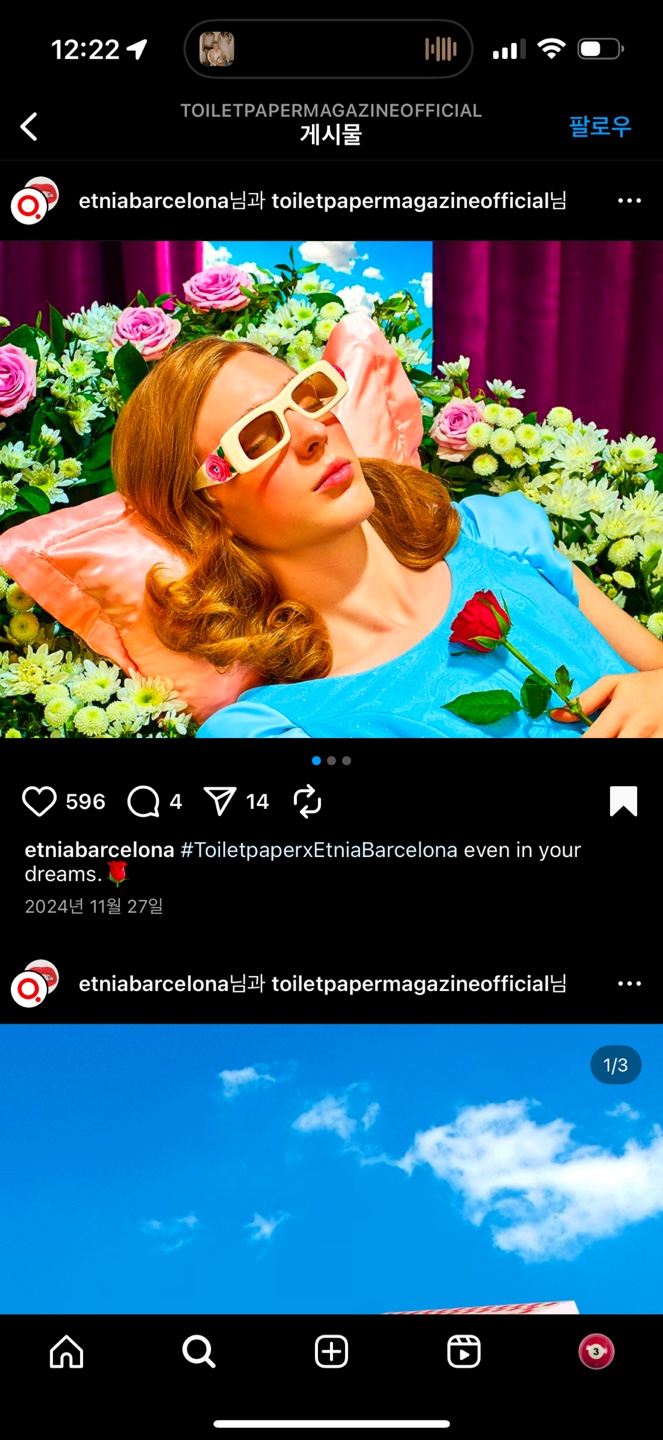 12:22
TOILETPAPERMAGAZINEOFFICIAL
게시물
팔로우
etniabarcelona님과 toiletpapermagazineofficial님
596
4
14
etniabarcelona #ToiletpaperxEtniaBarcelona even in your
dreams.🌹
2024년 11월 27일
etniabarcelona님과 toiletpapermagazineofficial님
1/3
3